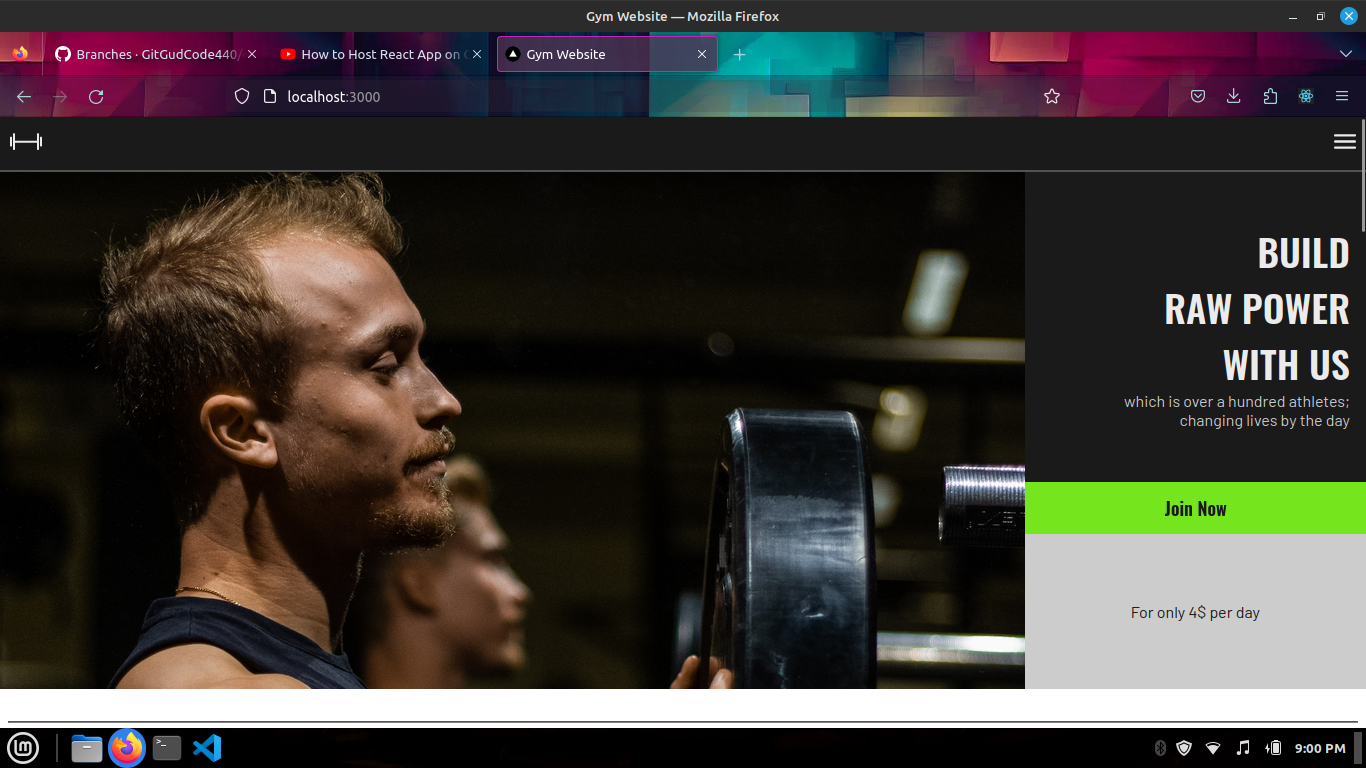 Gym Website — Mozilla Firefox
Branches · GitGudCode440/
How to Host React App on
Gym Website
localhost:3000
BUILD
RAW POWER
WITH US
which is over a hundred athletes;
changing lives by the day
Join Now
For only 4$ per day
9:00 PM